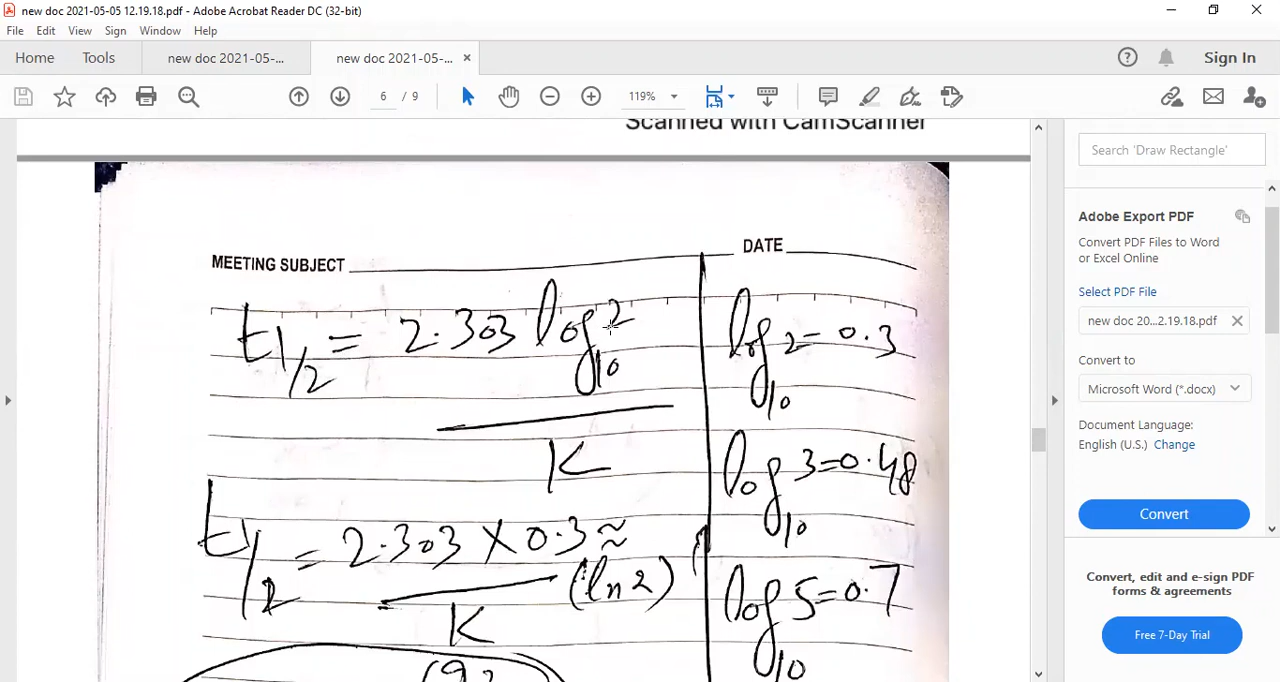 new doc 2021-05-05 12.19.18.pdf - Adobe Acrobat Reader DC (32-bit)
File Edit View Sign Window Help
Home Tools new doc 2021-05-... new doc 2021-05-... ×
Sign In
6 / 9 119%
Scanned with CamScanner
Search 'Draw Rectangle'
MEETING SUBJECT DATE
t1/2 = 2.303 log10 2
K
t1/2 = 2.303 X 0.3 ≈
(ln 2)
K
log10 2 = 0.3
log10 3 = 0.48
log10 5 = 0.7
Adobe Export PDF
Convert PDF Files to Word
or Excel Online
Select PDF File
new doc 20...2.19.18.pdf ×
Convert to
Microsoft Word (*.docx)
Document Language:
English (U.S.) Change
Convert
Convert, edit and e-sign PDF
forms & agreements
Free 7-Day Trial